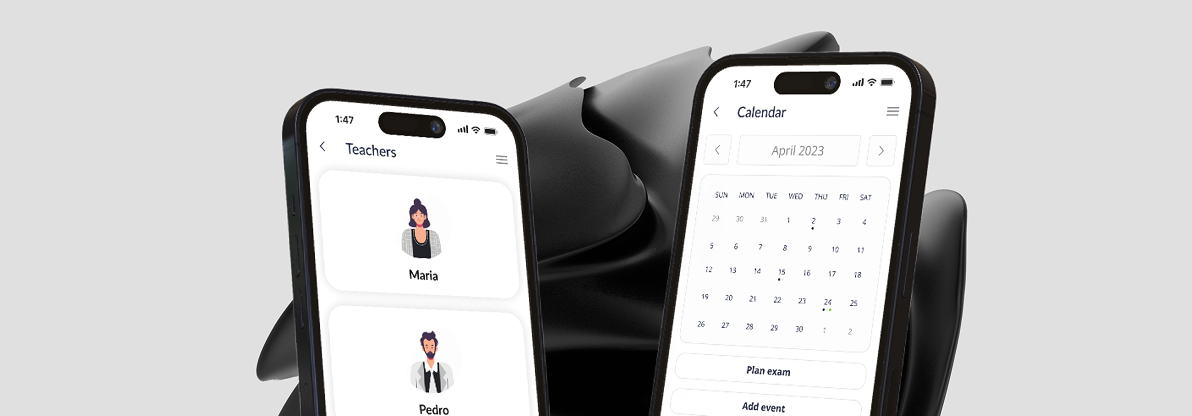 1:47
Teachers
Maria
Pedro
1:47
Calendar
April 2023
SUN MON TUE WED THU FRI SAT
29 30 31 1 2 3 4
5 6 7 8 9 10 11
12 13 14 15 16 17 18
19 20 21 22 23 24 25
26 27 28 29 30 1 2
Plan exam
Add event